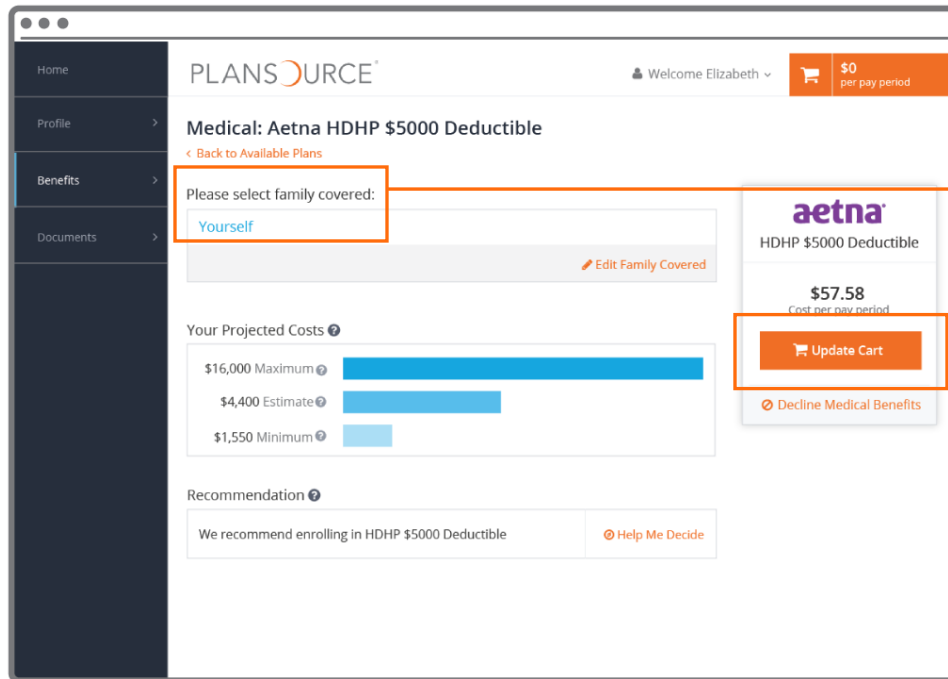 Home
Profile
Benefits
Documents
PLANSOURCE
Welcome Elizabeth
$0
per pay period
Medical: Aetna HDHP $5000 Deductible
< Back to Available Plans
Please select family covered:
Yourself
Edit Family Covered
aetna
HDHP $5000 Deductible
$57.58
Cost per pay period
Update Cart
Decline Medical Benefits
Your Projected Costs ?
$16,000 Maximum ?
$4,400 Estimate ?
$1,550 Minimum ?
Recommendation ?
We recommend enrolling in HDHP $5000 Deductible
Help Me Decide